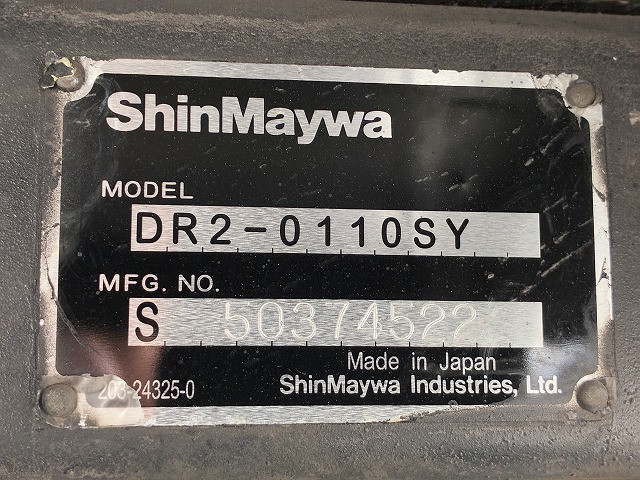 ShinMaywa
MODEL
DR2-0110SY
MFG. NO.
S 50374522
Made in Japan
203-24325-0 ShinMaywa Industries, Ltd.